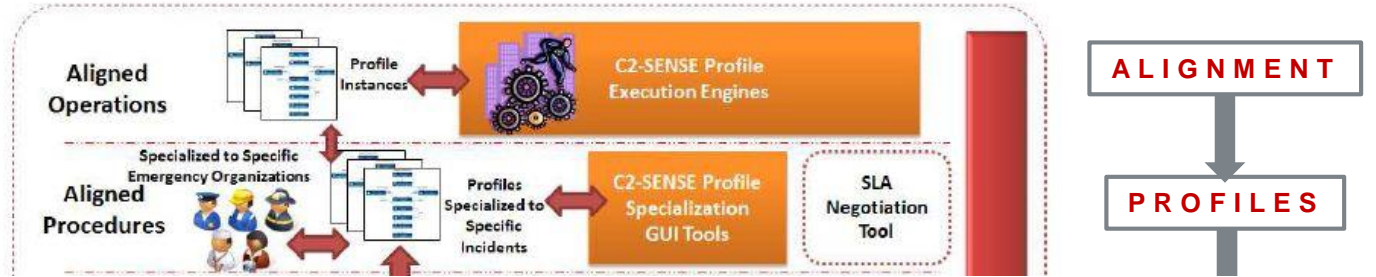 Aligned
Operations
Profile
Instances
C2-SENSE Profile
Execution Engines
ALIGNMENT
Specialized to Specific
Emergency Organizations
Aligned
Procedures
Profiles
Specialized to
Specific
Incidents
C2-SENSE Profile
Specialization
GUI Tools
SLA
Negotiation
Tool
PROFILES